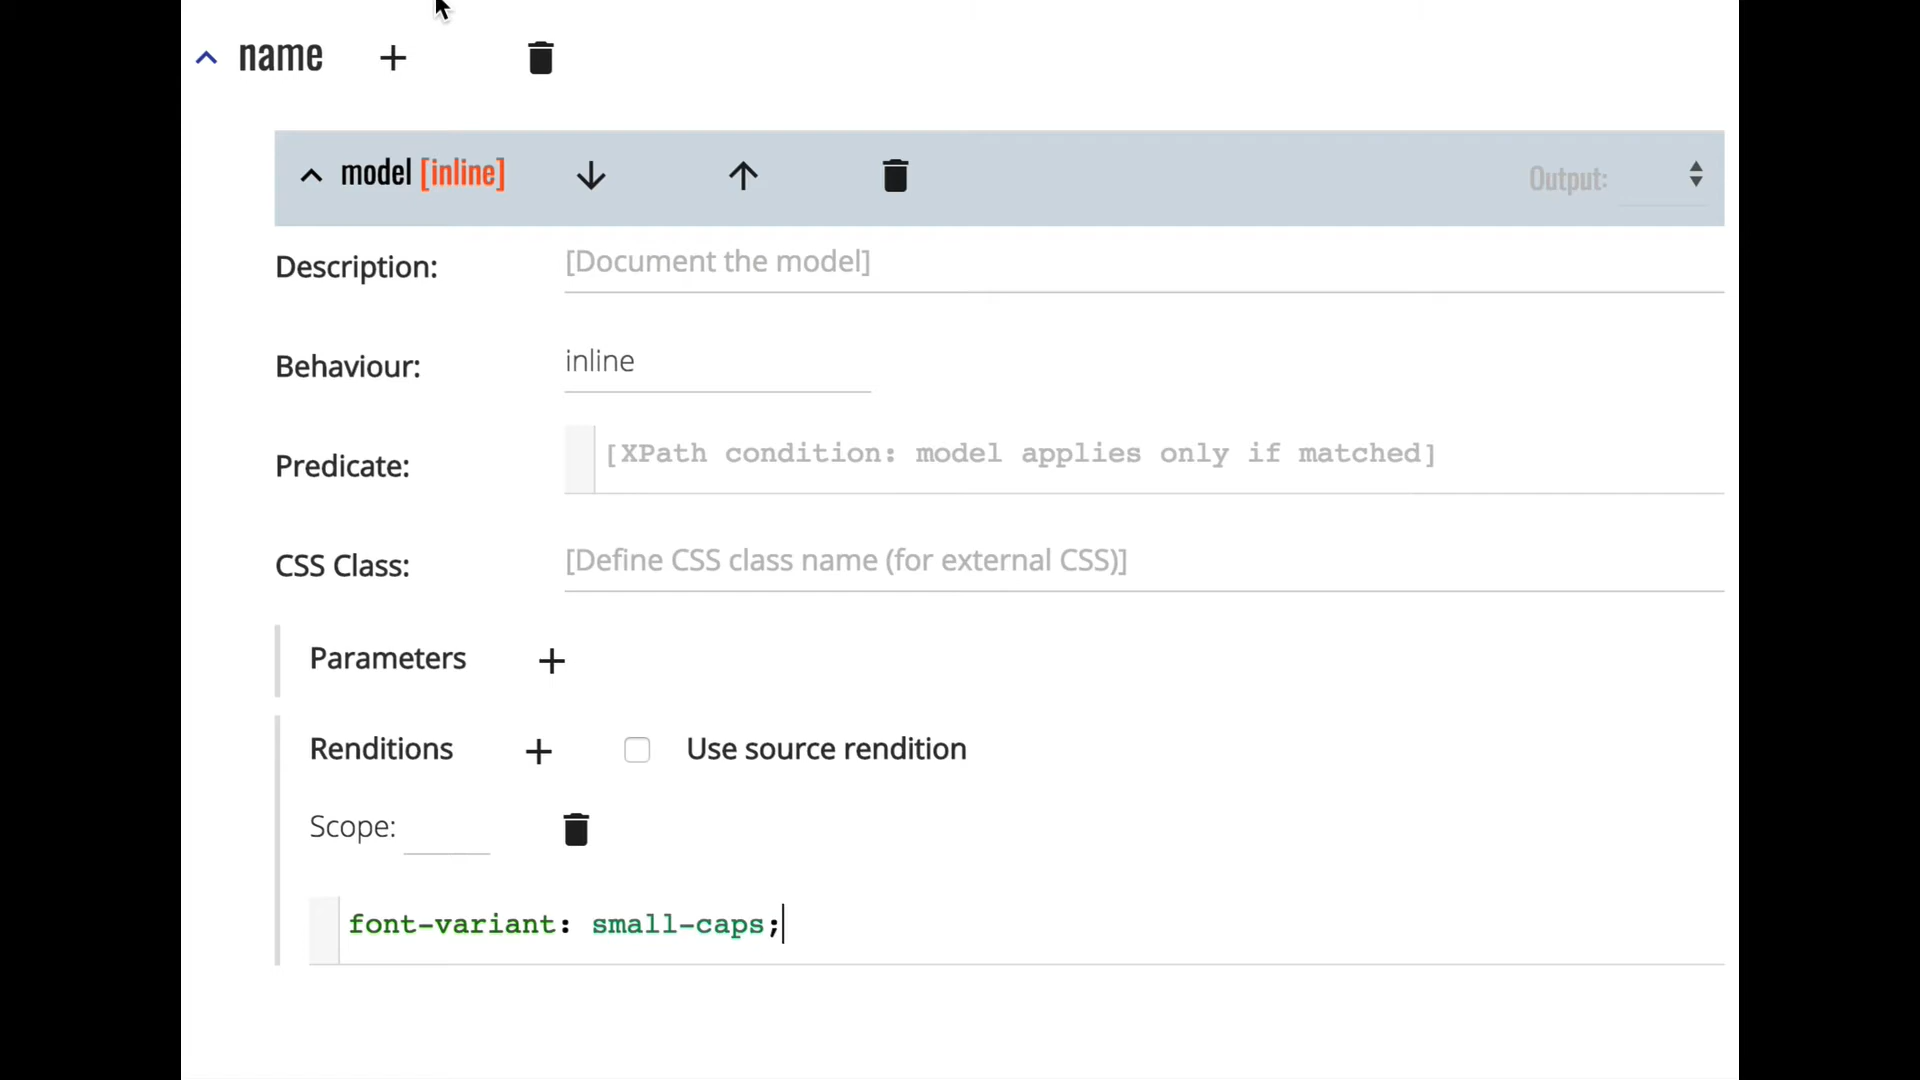 name
model [inline]
Output:
Description: [Document the model]
Behaviour: inline
Predicate: [XPath condition: model applies only if matched]
CSS Class: [Define CSS class name (for external CSS)]
Parameters
Renditions Use source rendition
Scope:
font-variant: small-caps;